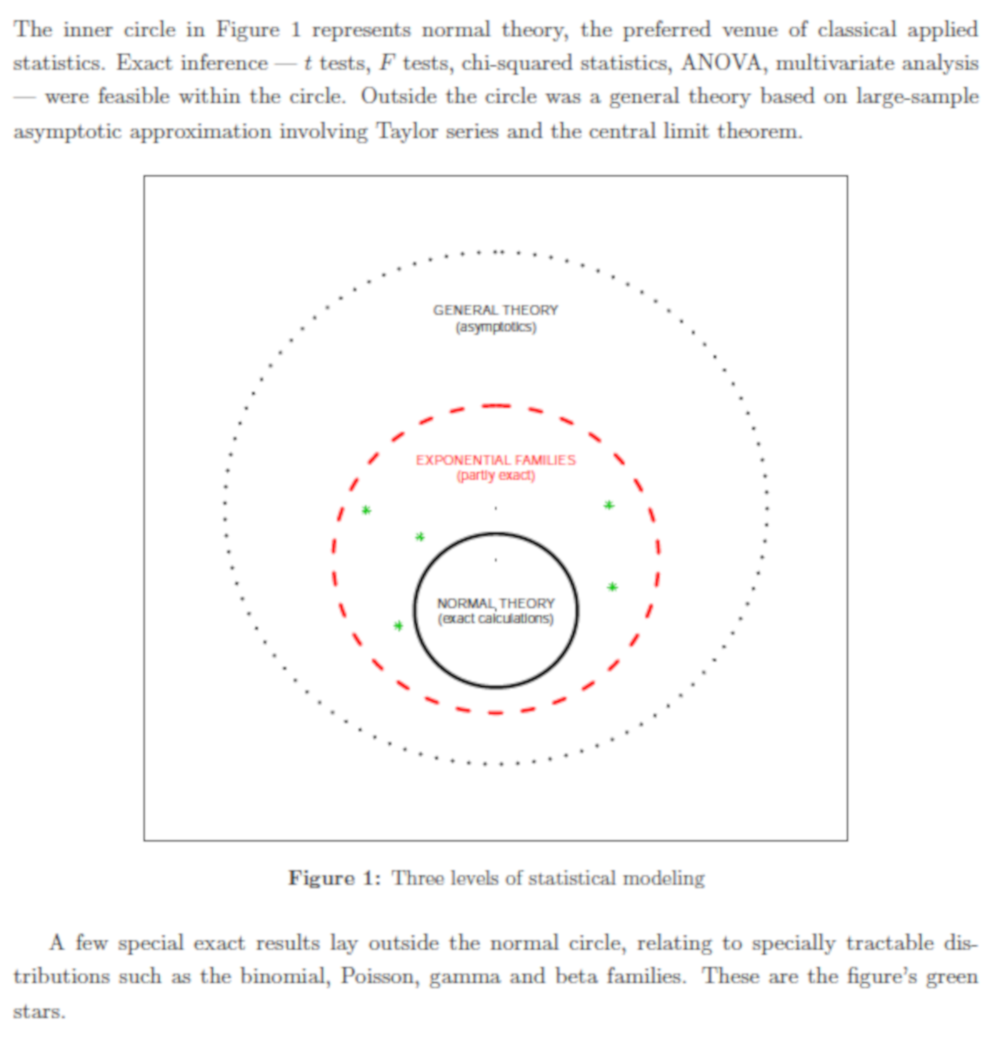 The inner circle in Figure 1 represents normal theory, the preferred venue of classical applied
statistics. Exact inference — t tests, F tests, chi-squared statistics, ANOVA, multivariate analysis
— were feasible within the circle. Outside the circle was a general theory based on large-sample
asymptotic approximation involving Taylor series and the central limit theorem.
GENERAL THEORY
(asymptotics)
EXPONENTIAL FAMILIES
(partly exact)
NORMAL THEORY
(exact calculations)
Figure 1: Three levels of statistical modeling
A few special exact results lay outside the normal circle, relating to specially tractable dis-
tributions such as the binomial, Poisson, gamma and beta families. These are the figure's green
stars.